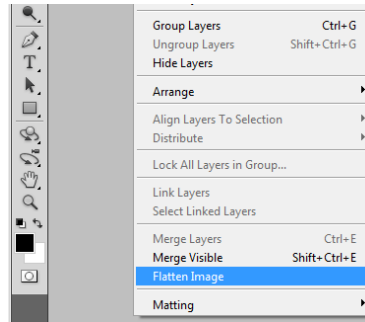 Group Layers Ctrl+G
Ungroup Layers Shift+Ctrl+G
Hide Layers
Arrange
Align Layers To Selection
Distribute
Lock All Layers in Group...
Link Layers
Select Linked Layers
Merge Layers Ctrl+E
Merge Visible Shift+Ctrl+E
Flatten Image
Matting